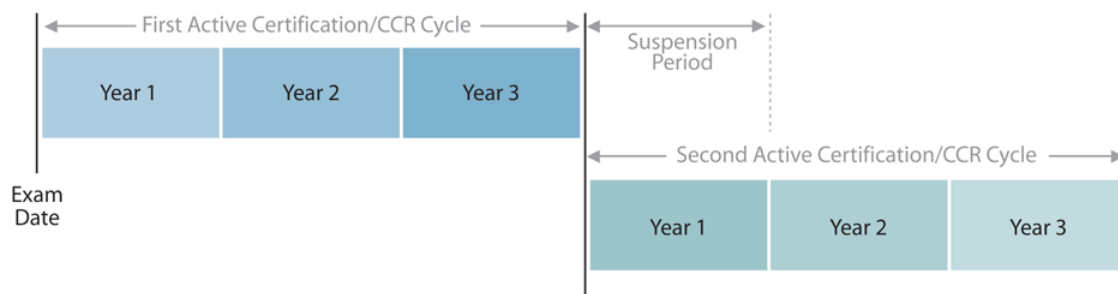 First Active Certification/CCR Cycle
Suspension
Period
Year 1
Year 2
Year 3
Exam
Date
Second Active Certification/CCR Cycle
Year 1
Year 2
Year 3